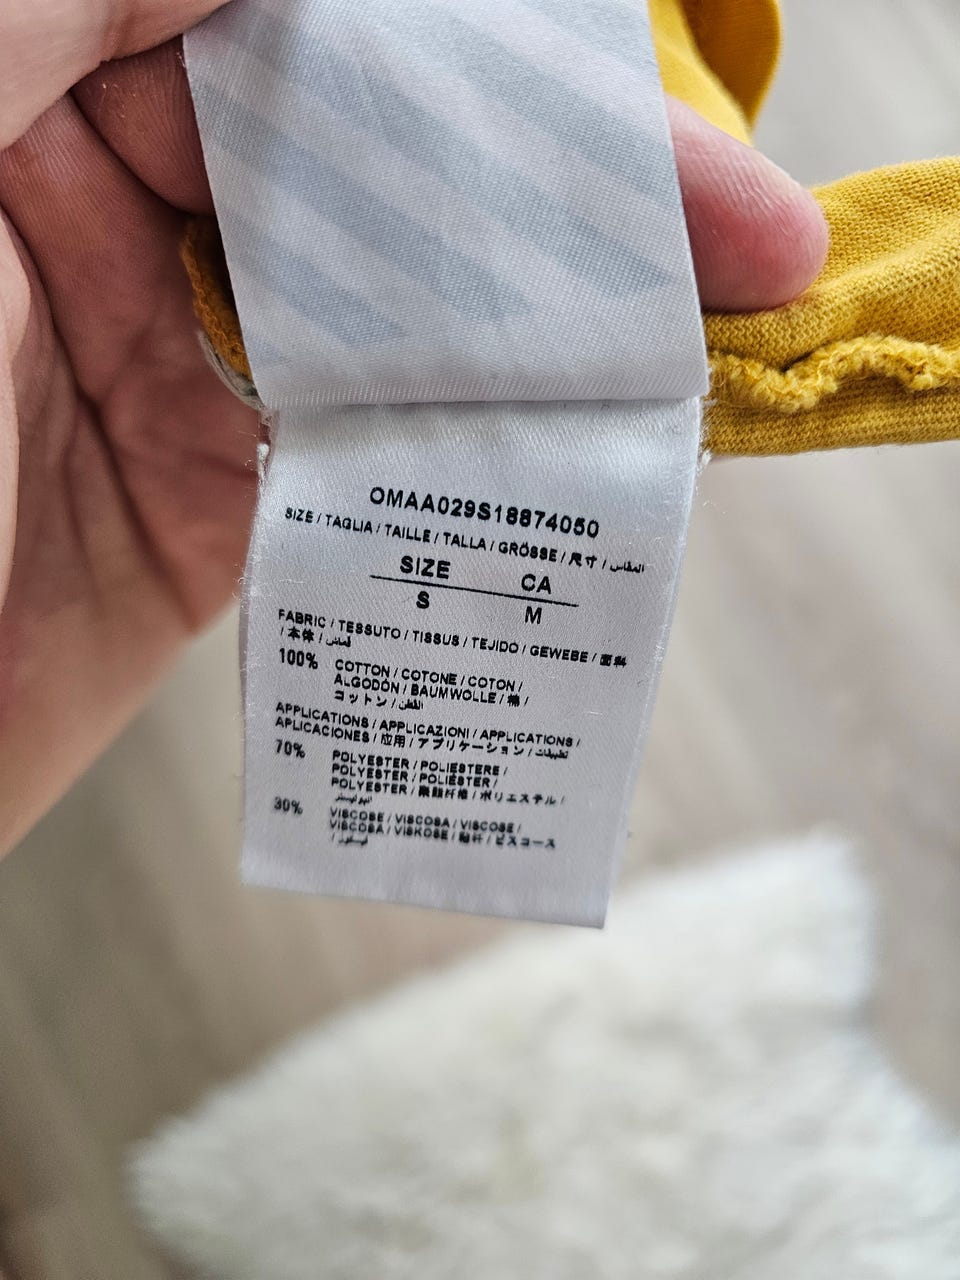 OMAA029S18874050
SIZE / TAGLIA / TAILLE / TALLA / GRÖSSE / 尺寸 / المقاس
SIZE CA
S M
FABRIC / TESSUTO / TISSUS / TEJIDO / GEWEBE / 面料
/ 本体 / قماش
100% COTTON / COTONE / COTON /
ALGODÓN / BAUMWOLLE / 棉 /
コットン / القطن
APPLICATIONS / APPLICAZIONI / APPLICATIONS /
APLICACIONES / 应用 / アプリケーション / تطبيقات
70% POLYESTER / POLIESTERE /
POLYESTER / POLIÉSTER /
POLYESTER / 聚酯纤维 / ポリエステル /
30% VISCOSE / VISCOSA / VISCOSE /
VISCOSA / VISKOSE / 黏纤 / ビスコース
/